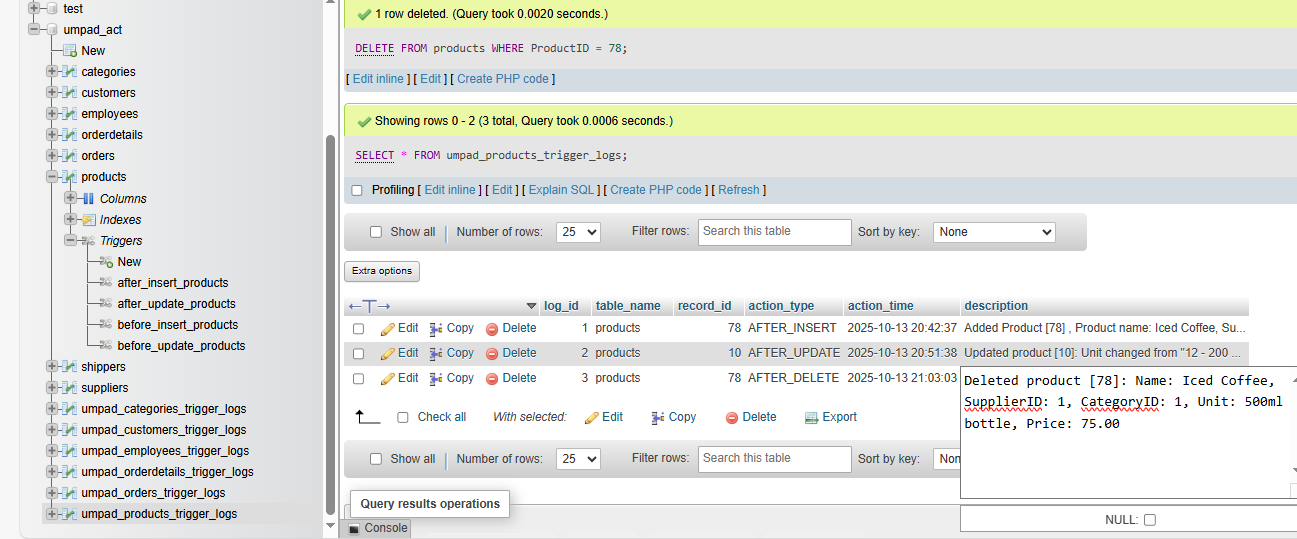 test
umpad_act
New
categories
customers
employees
orderdetails
orders
products
Columns
Indexes
Triggers
New
after_insert_products
after_update_products
before_insert_products
before_update_products
shippers
suppliers
umpad_categories_trigger_logs
umpad_customers_trigger_logs
umpad_employees_trigger_logs
umpad_orderdetails_trigger_logs
umpad_orders_trigger_logs
umpad_products_trigger_logs
1 row deleted. (Query took 0.0020 seconds.)
DELETE FROM products WHERE ProductID = 78;
[ Edit inline ] [ Edit ] [ Create PHP code ]
Showing rows 0 - 2 (3 total, Query took 0.0006 seconds.)
SELECT * FROM umpad_products_trigger_logs;
Profiling [ Edit inline ] [ Edit ] [ Explain SQL ] [ Create PHP code ] [ Refresh ]
Show all | Number of rows: 25 Filter rows: Search this table Sort by key: None
Extra options
←T→ log_id table_name record_id action_type action_time description
Edit Copy Delete 1 products 78 AFTER_INSERT 2025-10-13 20:42:37 Added Product [78] , Product name: Iced Coffee, Su...
Edit Copy Delete 2 products 10 AFTER_UPDATE 2025-10-13 20:51:38 Updated product [10]: Unit changed from "12 - 200 ...
Edit Copy Delete 3 products 78 AFTER_DELETE 2025-10-13 21:03:03
Deleted product [78]: Name: Iced Coffee,
SupplierID: 1, CategoryID: 1, Unit: 500ml
bottle, Price: 75.00
NULL:
Check all With selected: Edit Copy Delete Export
Show all | Number of rows: 25 Filter rows: Search this table Sort by key: Non
Query results operations
Console